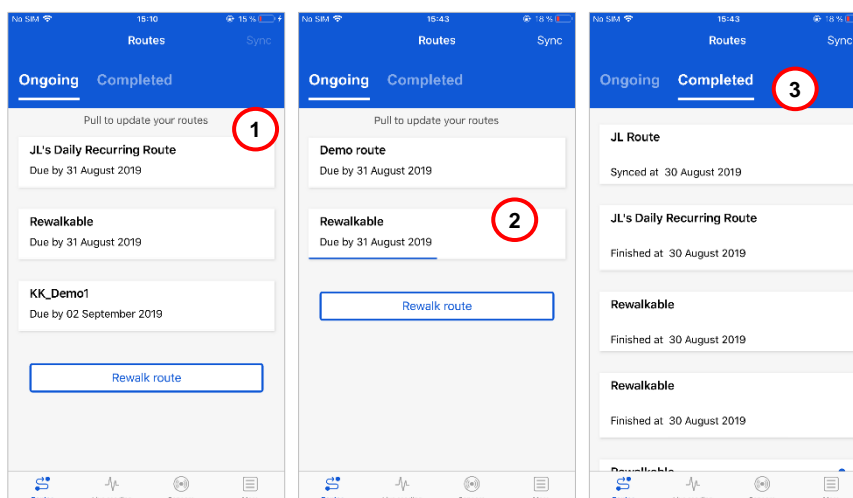 No SIM 15:10 15 %
Routes Sync
Ongoing Completed
Pull to update your routes
1
JL's Daily Recurring Route
Due by 31 August 2019
Rewalkable
Due by 31 August 2019
KK_Demo1
Due by 02 September 2019
Rewalk route
No SIM 15:43 18 %
Routes Sync
Ongoing Completed
Pull to update your routes
Demo route
Due by 31 August 2019
Rewalkable
2
Due by 31 August 2019
Rewalk route
No SIM 15:43 18 %
Routes Sync
Ongoing Completed
3
JL Route
Synced at 30 August 2019
JL's Daily Recurring Route
Finished at 30 August 2019
Rewalkable
Finished at 30 August 2019
Rewalkable
Finished at 30 August 2019
Rewalkable